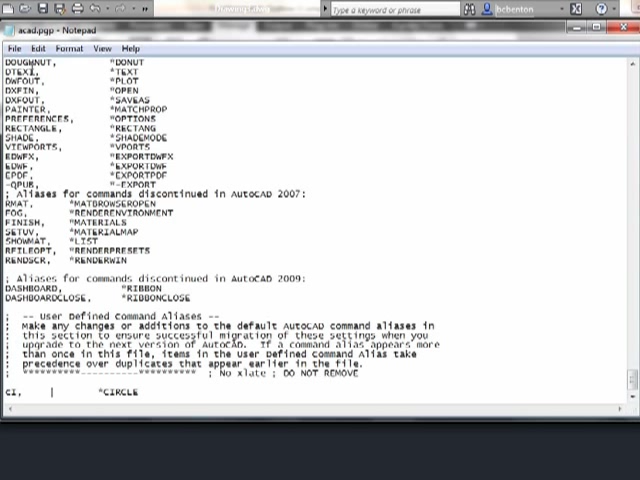 Drawing1.dwg
Type a keyword or phrase
bcbenton
acad.pgp - Notepad
File Edit Format View Help
DOUGHNUT, *DONUT
DTEXT, *TEXT
DWFOUT, *PLOT
DXFIN, *OPEN
DXFOUT, *SAVEAS
PAINTER, *MATCHPROP
PREFERENCES, *OPTIONS
RECTANGLE, *RECTANG
SHADE, *SHADEMODE
VIEWPORTS, *VPORTS
EDWFX, *EXPORTDWFX
EDWF, *EXPORTDWF
EPDF, *EXPORTPDF
-QPUB, *-EXPORT
; Aliases for commands discontinued in AutoCAD 2007:
RMAT, *MATBROWSEROPEN
FOG, *RENDERENVIRONMENT
FINISH, *MATERIALS
SETUV, *MATERIALMAP
SHOWMAT, *LIST
RFILEOPT, *RENDERPRESETS
RENDSCR, *RENDERWIN
; Aliases for commands discontinued in AutoCAD 2009:
DASHBOARD, *RIBBON
DASHBOARDCLOSE, *RIBBONCLOSE
; -- User Defined Command Aliases --
; Make any changes or additions to the default AutoCAD command aliases in
; this section to ensure successful migration of these settings when you
; upgrade to the next version of AutoCAD. If a command alias appears more
; than once in this file, items in the User Defined Command Alias take
; precedence over duplicates that appear earlier in the file.
; **********----------********** ; No xlate ; DO NOT REMOVE
CI, *CIRCLE